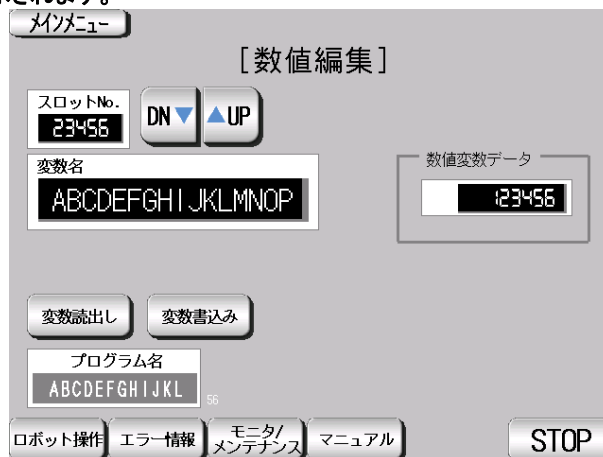 されます。
メインメニュー
[数値編集]
スロットNo.
23456
DN▼
▲UP
変数名
ABCDEFGHIJKLMNOP
数値変数データ
123456
変数読出し
変数書込み
プログラム名
ABCDEFGHIJKL
56
ロボット操作
エラー情報
モニタ/
メンテナンス
マニュアル
STOP